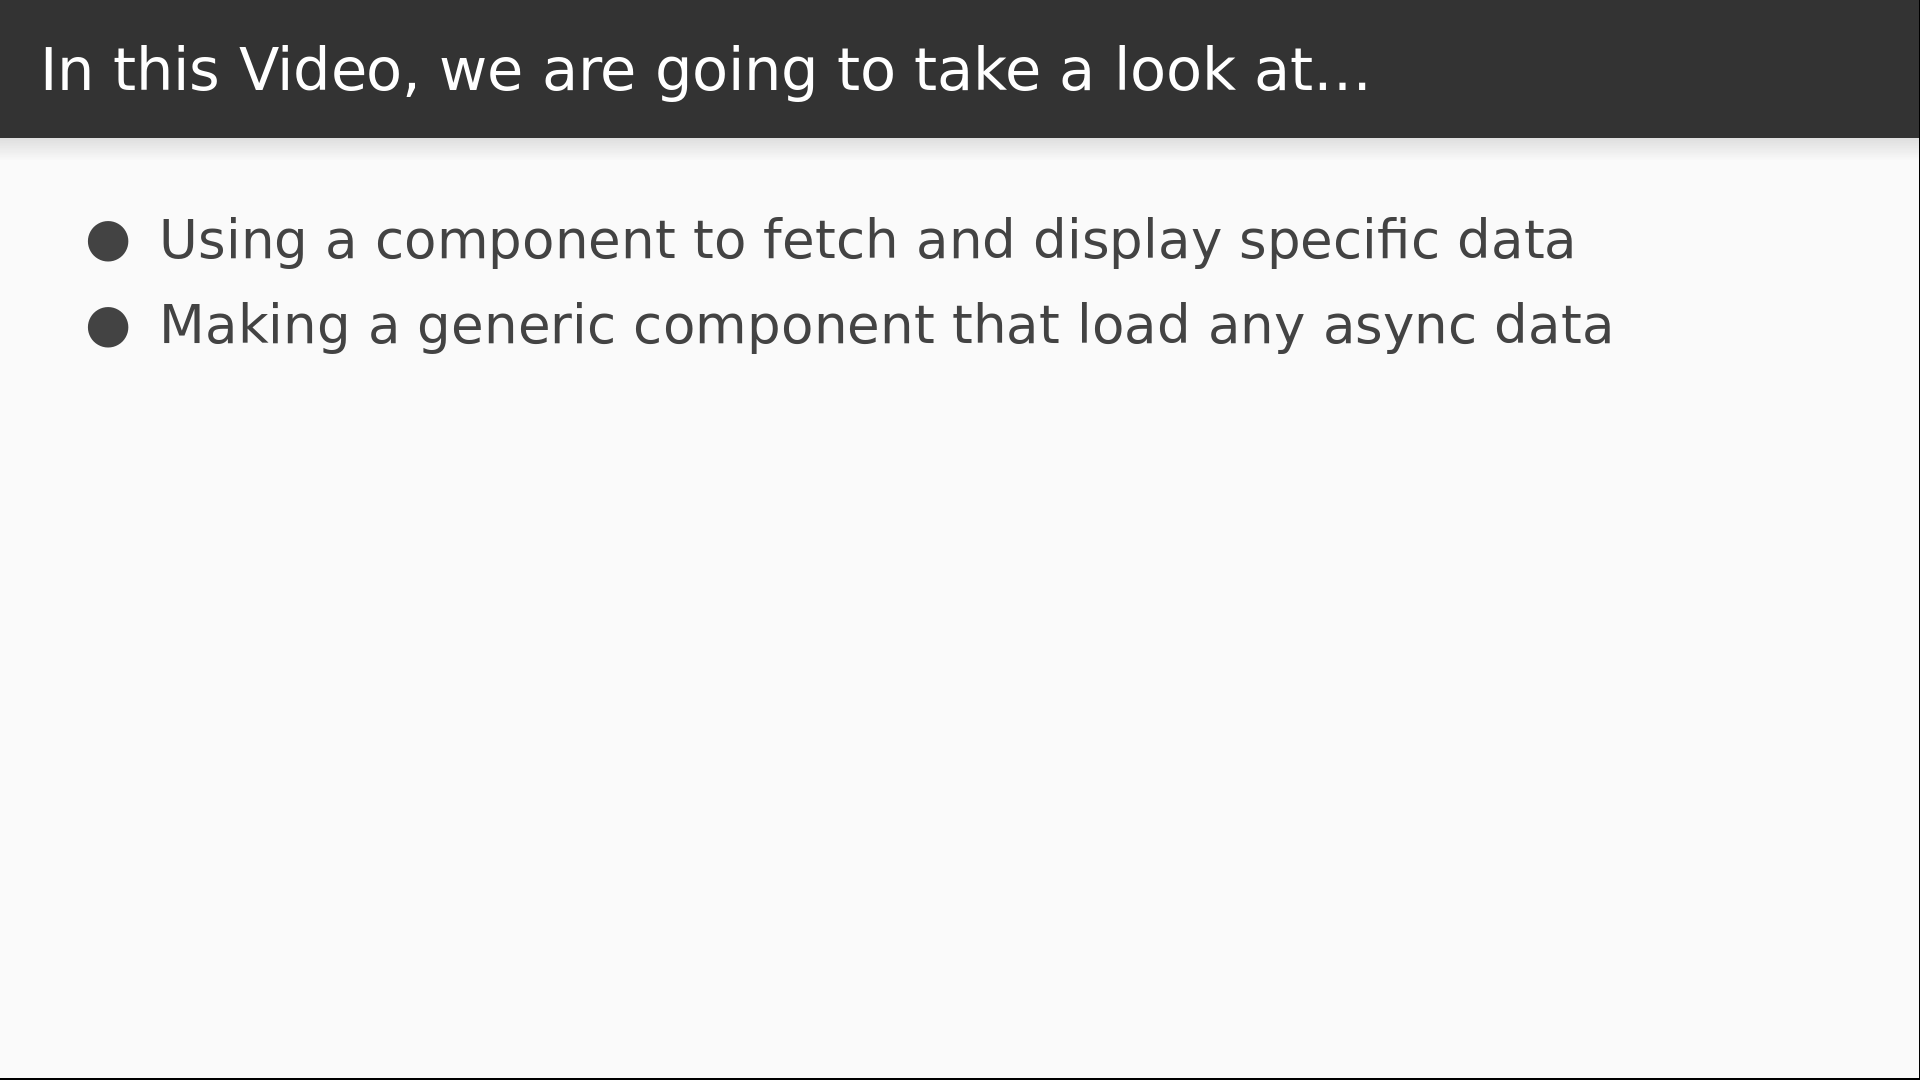 In this Video, we are going to take a look at...
● Using a component to fetch and display specific data
● Making a generic component that load any async data